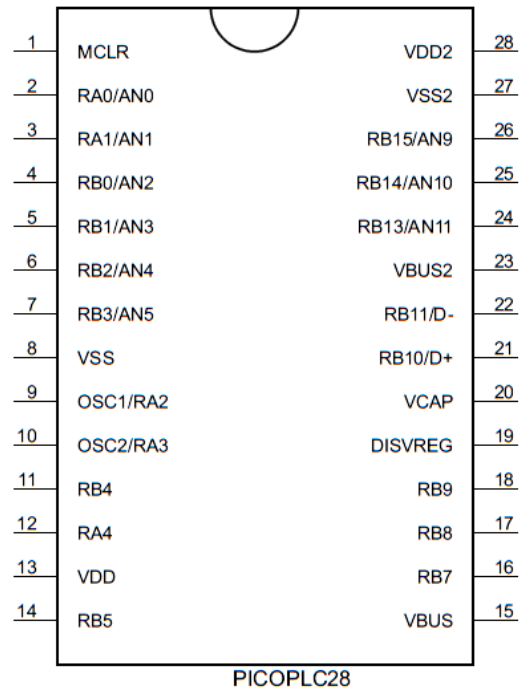 1 MCLR VDD2 28
2 RA0/AN0 VSS2 27
3 RA1/AN1 RB15/AN9 26
4 RB0/AN2 RB14/AN10 25
5 RB1/AN3 RB13/AN11 24
6 RB2/AN4 VBUS2 23
7 RB3/AN5 RB11/D- 22
8 VSS RB10/D+ 21
9 OSC1/RA2 VCAP 20
10 OSC2/RA3 DISVREG 19
11 RB4 RB9 18
12 RA4 RB8 17
13 VDD RB7 16
14 RB5 VBUS 15
PICOPLC28